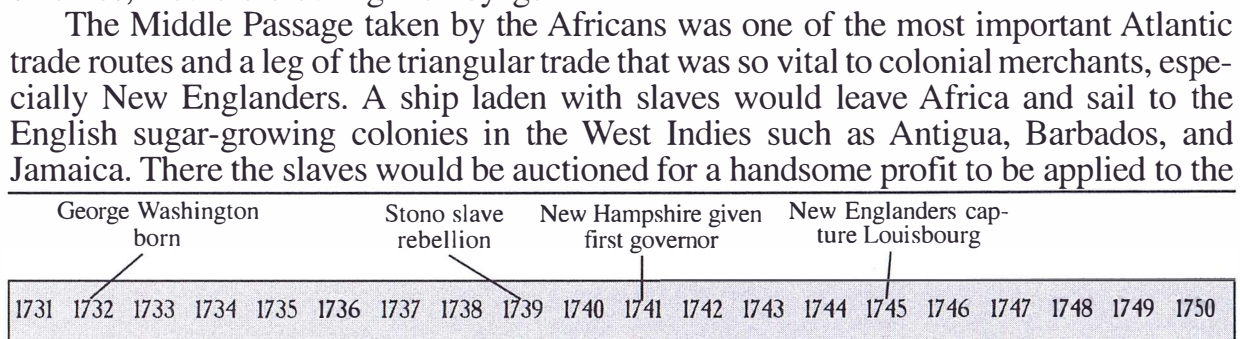 The Middle Passage taken by the Africans was one of the most important Atlantic
trade routes and a leg of the triangular trade that was so vital to colonial merchants, espe-
cially New Englanders. A ship laden with slaves would leave Africa and sail to the
English sugar-growing colonies in the West Indies such as Antigua, Barbados, and
Jamaica. There the slaves would be auctioned for a handsome profit to be applied to the
George Washington
born
Stono slave
rebellion
New Hampshire given
first governor
New Englanders cap-
ture Louisbourg
1731 1732 1733 1734 1735 1736 1737 1738 1739 1740 1741 1742 1743 1744 1745 1746 1747 1748 1749 1750